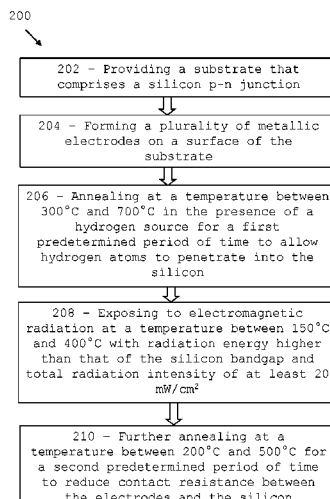 200
202 – Providing a substrate that
comprises a silicon p-n junction
204 – Forming a plurality of metallic
electrodes on a surface of the
substrate
206 – Annealing at a temperature between
300°C and 700°C in the presence of a
hydrogen source for a first
predetermined period of time to allow
hydrogen atoms to penetrate into the
silicon
208 – Exposing to electromagnetic
radiation at a temperature between 150°C
and 400°C with radiation energy higher
than that of the silicon bandgap and
total radiation intensity of at least 20
mW/cm²
210 – Further annealing at a
temperature between 200°C and 500°C for
a second predetermined period of time
to reduce contact resistance between
the electrodes and the silicon